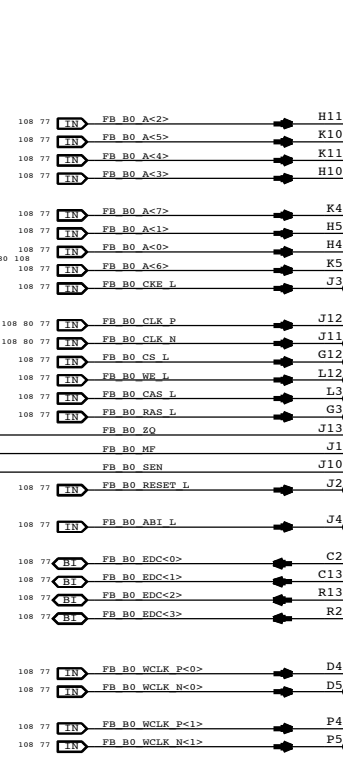 108 77 IN FB_B0_A<2> H11
108 77 IN FB_B0_A<5> K10
108 77 IN FB_B0_A<4> K11
108 77 IN FB_B0_A<3> H10
108 77 IN FB_B0_A<7> K4
108 77 IN FB_B0_A<1> H5
108 77 IN FB_B0_A<0> H4
80 108
108 77 IN FB_B0_A<6> K5
108 77 IN FB_B0_CKE_L J3
108 80 77 IN FB_B0_CLK_P J12
108 80 77 IN FB_B0_CLK_N J11
108 77 IN FB_B0_CS_L G12
108 77 IN FB_B0_WE_L L12
108 77 IN FB_B0_CAS_L L3
108 77 IN FB_B0_RAS_L G3
FB_B0_ZQ J13
FB_B0_MF J1
FB_B0_SEN J10
108 77 IN FB_B0_RESET_L J2
108 77 IN FB_B0_ABI_L J4
108 77 BI FB_B0_EDC<0> C2
108 77 BI FB_B0_EDC<1> C13
108 77 BI FB_B0_EDC<2> R13
108 77 BI FB_B0_EDC<3> R2
108 77 IN FB_B0_WCLK_P<0> D4
108 77 IN FB_B0_WCLK_N<0> D5
108 77 IN FB_B0_WCLK_P<1> P4
108 77 IN FB_B0_WCLK_N<1> P5